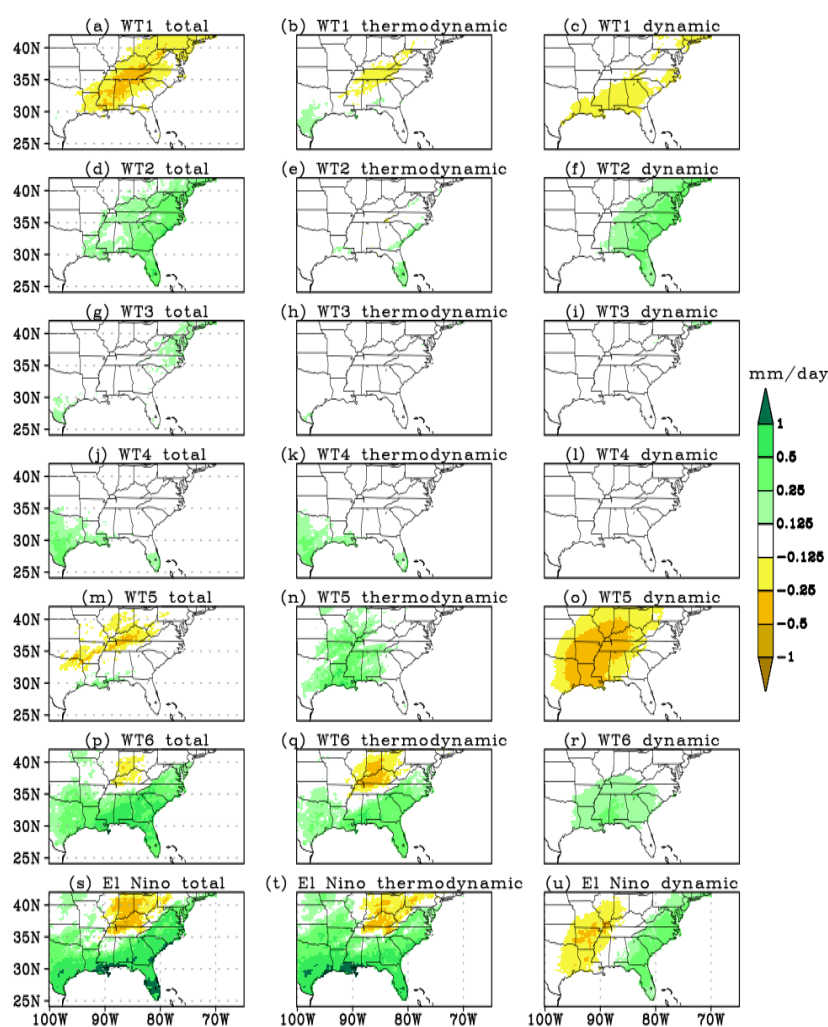 (a) WT1 total (b) WT1 thermodynamic (c) WT1 dynamic
40N
35N
30N
25N
(d) WT2 total (e) WT2 thermodynamic (f) WT2 dynamic
40N
35N
30N
25N
(g) WT3 total (h) WT3 thermodynamic (i) WT3 dynamic
40N
35N
30N
25N
mm/day
1
0.5
0.25
0.125
-0.125
-0.25
-0.5
-1
(j) WT4 total (k) WT4 thermodynamic (l) WT4 dynamic
40N
35N
30N
25N
(m) WT5 total (n) WT5 thermodynamic (o) WT5 dynamic
40N
35N
30N
25N
(p) WT6 total (q) WT6 thermodynamic (r) WT6 dynamic
40N
35N
30N
25N
(s) El Nino total (t) El Nino thermodynamic (u) El Nino dynamic
40N
35N
30N
25N
100W 90W 80W 70W 100W 90W 80W 70W 100W 90W 80W 70W